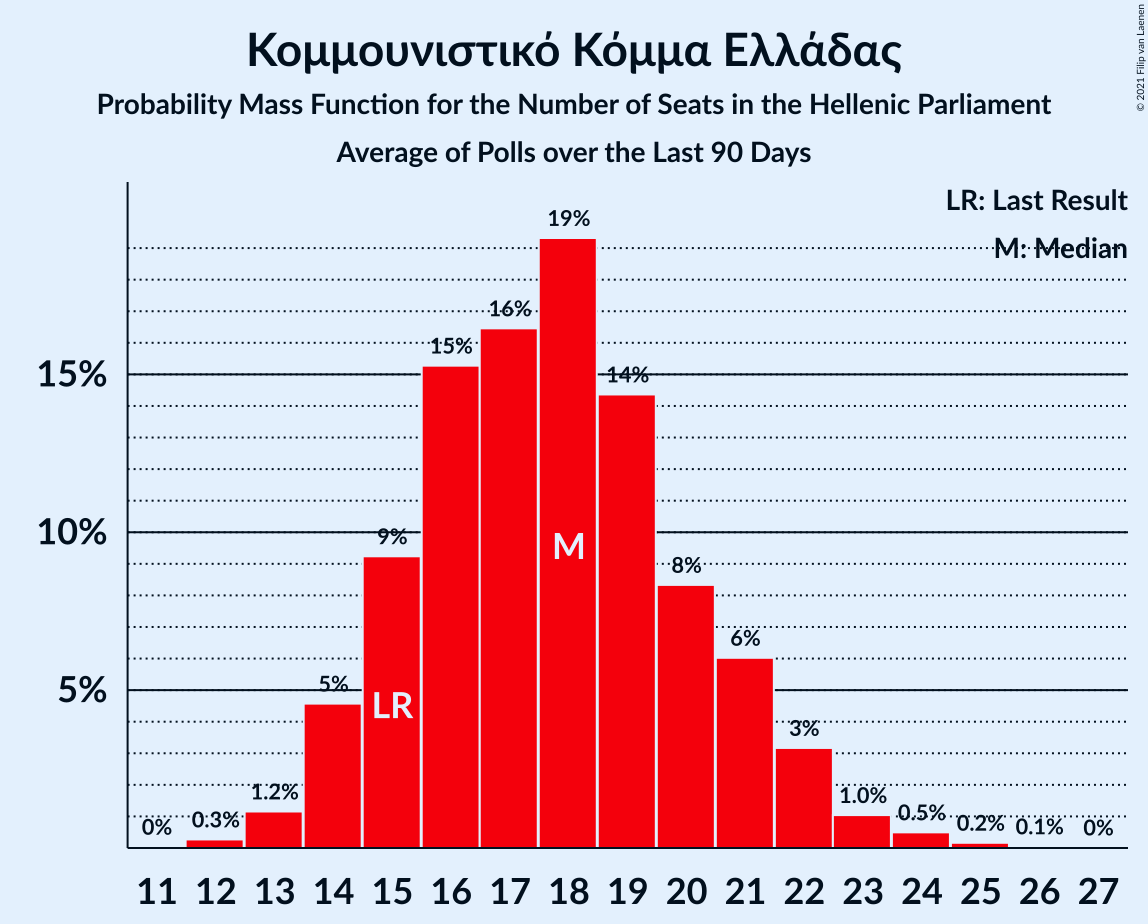 Κομμουνιστικό Κόμμα Ελλάδας
Probability Mass Function for the Number of Seats in the Hellenic Parliament
Average of Polls over the Last 90 Days
© 2021 Filip van Laenen
LR: Last Result
M: Median
19%
16%
15%
15%
14%
10%
9%
M
8%
6%
5%
5%
LR
3%
1.2%
1.0%
0.5%
0.3%
0.2%
0.1%
0%
0%
11 12 13 14 15 16 17 18 19 20 21 22 23 24 25 26 27